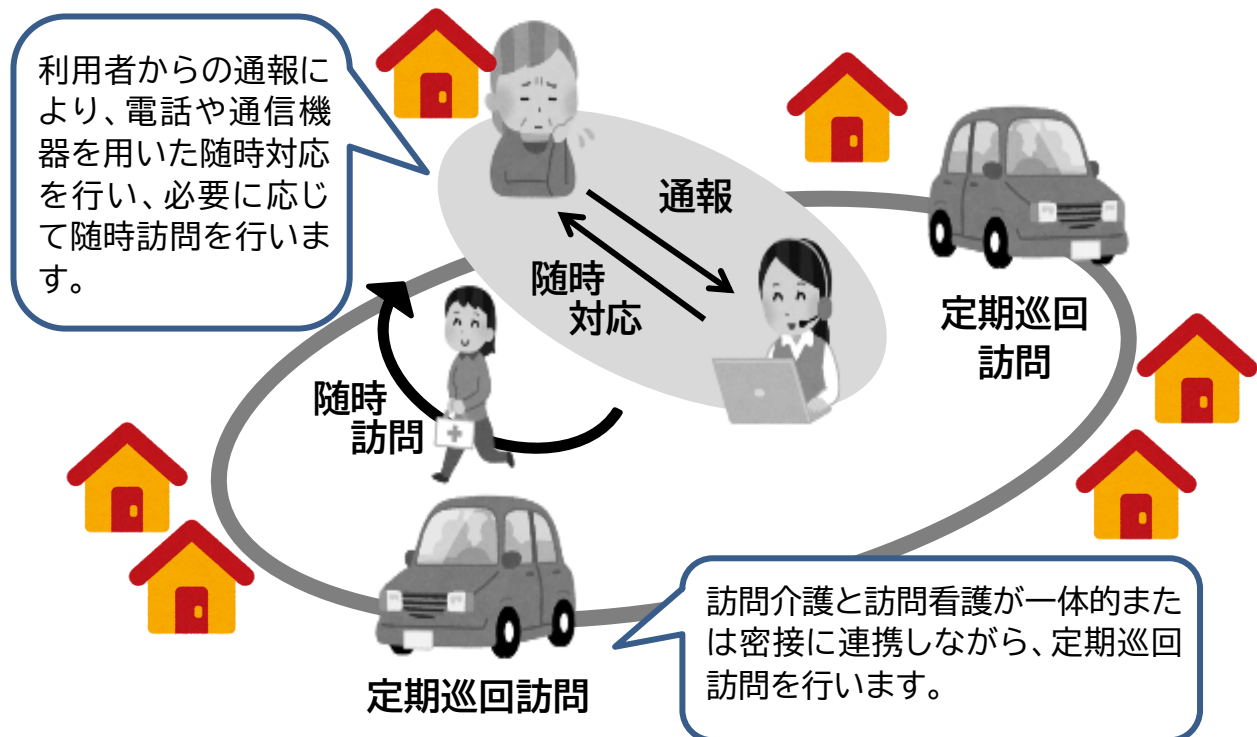 利用者からの通報に
より、電話や通信機
器を用いた随時対応
を行い、必要に応じ
て随時訪問を行いま
す。
通報
随時
対応
定期巡回
訪問
随時
訪問
定期巡回訪問
訪問介護と訪問看護が一体的また
は密接に連携しながら、定期巡回
訪問を行います。